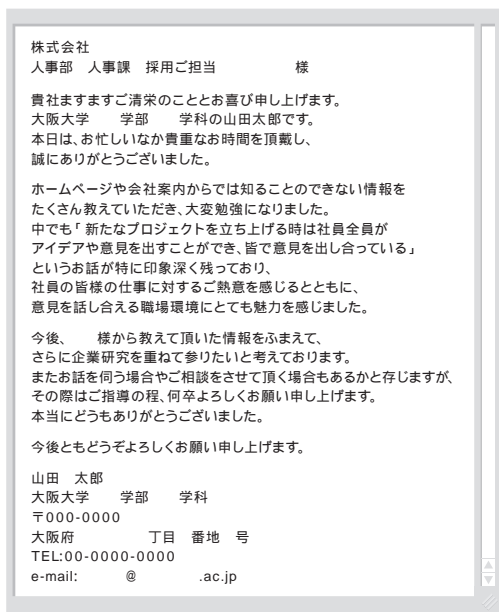 株式会社
人事部　人事課　採用ご担当　　　　様
貴社ますますご清栄のこととお喜び申し上げます。
大阪大学　　学部　　学科の山田太郎です。
本日は、お忙しいなか貴重なお時間を頂戴し、
誠にありがとうございました。
ホームページや会社案内からでは知ることのできない情報を
たくさん教えていただき、大変勉強になりました。
中でも「新たなプロジェクトを立ち上げる時は社員全員が
アイデアや意見を出すことができ、皆で意見を出し合っている」
というお話が特に印象深く残っており、
社員の皆様の仕事に対するご熱意を感じるとともに、
意見を話し合える職場環境にとても魅力を感じました。
今後、　　様から教えて頂いた情報をふまえて、
さらに企業研究を重ねて参りたいと考えております。
またお話を伺う場合やご相談をさせて頂く場合もあるかと存じますが、
その際はご指導の程、何卒よろしくお願い申し上げます。
本当にどうもありがとうございました。
今後ともどうぞよろしくお願い申し上げます。
山田　太郎
大阪大学　　学部　　学科
〒000-0000
大阪府　　　　　丁目　番地　号
TEL:00-0000-0000
e-mail:　　　@　　　　.ac.jp